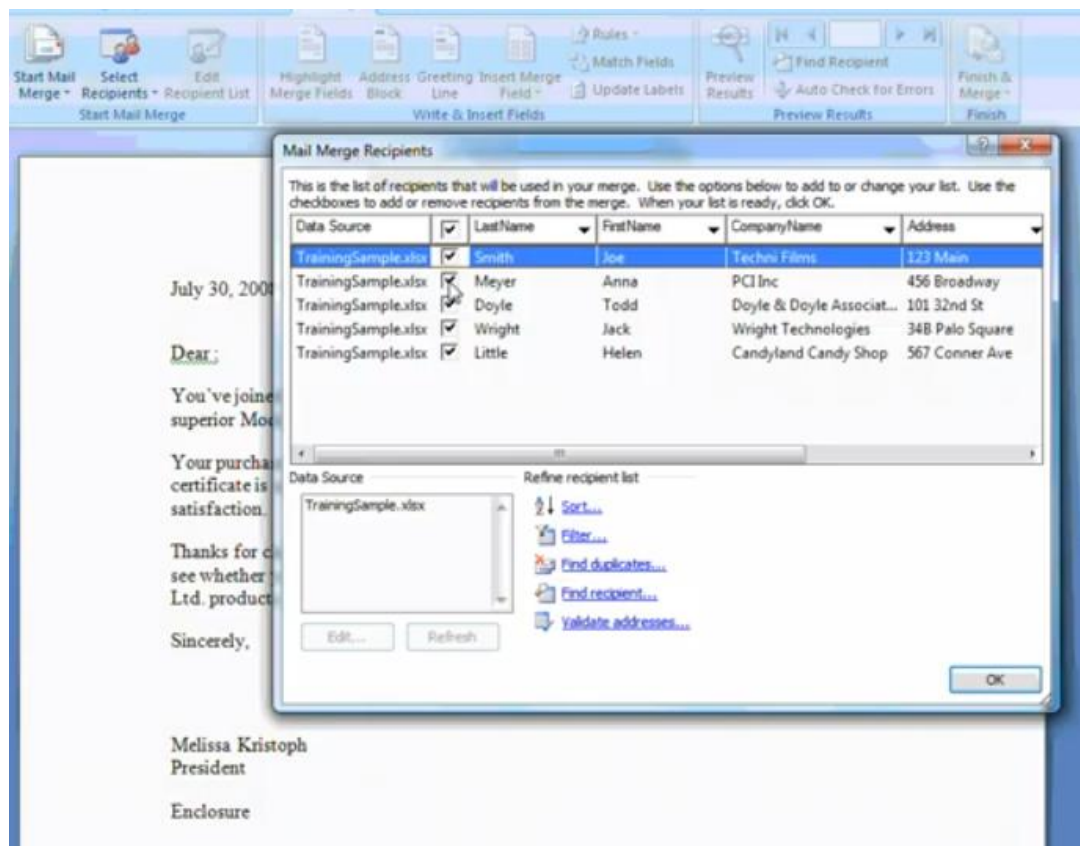 Start Mail Merge
Select Recipients
Edit Recipient List
Start Mail Merge
Highlight Merge Fields
Address Block
Greeting Line
Insert Merge Field
Rules
Match Fields
Update Labels
Write & Insert Fields
Preview Results
Find Recipient
Auto Check for Errors
Preview Results
Finish & Merge
Finish
Mail Merge Recipients
This is the list of recipients that will be used in your merge. Use the options below to add to or change your list. Use the
checkboxes to add or remove recipients from the merge. When your list is ready, click OK.
Data Source LastName FirstName CompanyName Address
TrainingSample.xlsx Smith Joe Techni Films 123 Main
TrainingSample.xlsx Meyer Anna PCI Inc 456 Broadway
TrainingSample.xlsx Doyle Todd Doyle & Doyle Associat... 101 32nd St
TrainingSample.xlsx Wright Jack Wright Technologies 34B Palo Square
TrainingSample.xlsx Little Helen Candyland Candy Shop 567 Conner Ave
Data Source
TrainingSample.xlsx
Edit...
Refresh
Refine recipient list
Sort...
Filter...
Find duplicates...
Find recipient...
Validate addresses...
OK
July 30,
Dear :
You've
superior
Your
certificate is
satisfaction.
Thanks for
see whether
Ltd.
Sincerely,
Melissa Kristoph
President
Enclosure